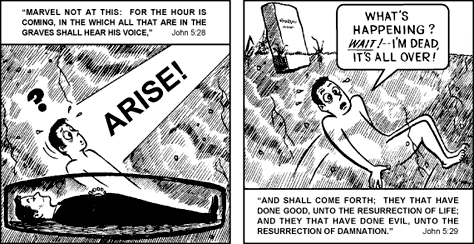 "MARVEL NOT AT THIS: FOR THE HOUR IS
COMING, IN THE WHICH ALL THAT ARE IN THE
GRAVES SHALL HEAR HIS VOICE," John 5:28
?
ARISE!
WHAT'S
HAPPENING?
WAIT!--I'M DEAD,
IT'S ALL OVER!
"AND SHALL COME FORTH; THEY THAT HAVE
DONE GOOD, UNTO THE RESURRECTION OF LIFE;
AND THEY THAT HAVE DONE EVIL, UNTO THE
RESURRECTION OF DAMNATION." John 5:29